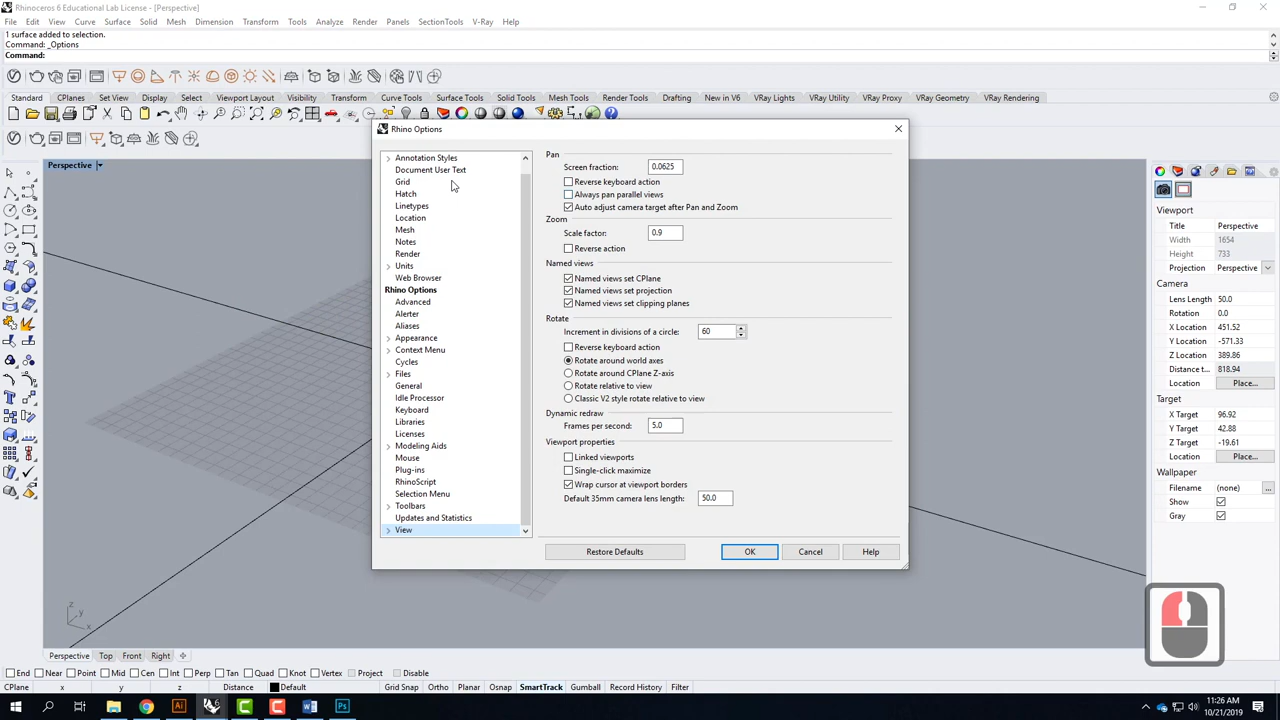 Rhinoceros 6 Educational Lab License - [Perspective]
File Edit View Curve Surface Solid Mesh Dimension Transform Tools Analyze Render Panels SectionTools V-Ray Help
1 surface added to selection.
Command: _Options
Command:
Standard CPlanes Set View Display Select Viewport Layout Visibility Transform Curve Tools Surface Tools Solid Tools Mesh Tools Render Tools Drafting New in V6 VRay Lights VRay Utility VRay Proxy VRay Geometry VRay Rendering
Perspective
Rhino Options
Annotation Styles
Document User Text
Grid
Hatch
Linetypes
Location
Mesh
Notes
Render
Units
Web Browser
Rhino Options
Advanced
Alerter
Aliases
Appearance
Context Menu
Cycles
Files
General
Idle Processor
Keyboard
Libraries
Licenses
Modeling Aids
Mouse
Plug-ins
RhinoScript
Selection Menu
Toolbars
Updates and Statistics
View
Pan
Screen fraction: 0.0625
Reverse keyboard action
Always pan parallel views
Auto adjust camera target after Pan and Zoom
Zoom
Scale factor: 0.9
Reverse action
Named views
Named views set CPlane
Named views set projection
Named views set clipping planes
Rotate
Increment in divisions of a circle: 60
Reverse keyboard action
Rotate around world axes
Rotate around CPlane Z-axis
Rotate relative to view
Classic V2 style rotate relative to view
Dynamic redraw
Frames per second: 5.0
Viewport properties
Linked viewports
Single-click maximize
Wrap cursor at viewport borders
Default 35mm camera lens length: 50.0
Restore Defaults OK Cancel Help
Viewport
Title Perspective
Width 1654
Height 733
Projection Perspective
Camera
Lens Length 50.0
Rotation 0.0
X Location 451.52
Y Location -571.33
Z Location 389.86
Distance t... 818.94
Location Place...
Target
X Target 96.92
Y Target 42.88
Z Target -19.61
Location Place...
Wallpaper
Filename (none) ...
Show
Gray
z y x
Perspective Top Front Right
End Near Point Mid Cen Int Perp Tan Quad Knot Vertex Project Disable
CPlane x y z Distance Default Grid Snap Ortho Planar Osnap SmartTrack Gumball Record History Filter
11:26 AM
10/21/2019